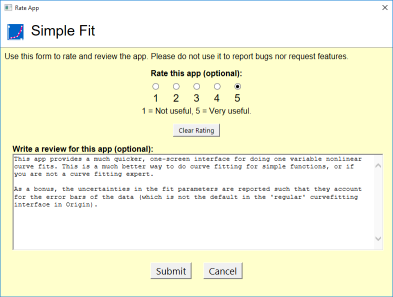 Rate App
Simple Fit
Use this form to rate and review the app. Please do not use it to report bugs nor request features.
Rate this app (optional):
1 2 3 4 5
1 = Not useful, 5 = Very useful.
Clear Rating
Write a review for this app (optional):
This app provides a much quicker, one-screen interface for doing one variable nonlinear
curve fits. This is a much better way to do curve fitting for simple functions, or if
you are not a curve fitting expert.
As a bonus, the uncertainties in the fit parameters are reported such that they account
for the error bars of the data (which is not the default in the "regular" curvefitting
interface in Origin).
Submit Cancel